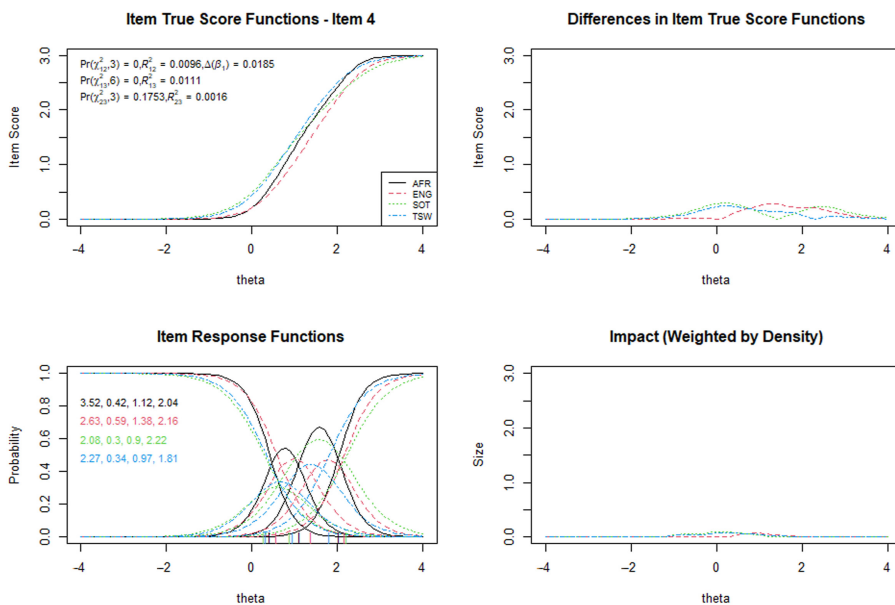 Item True Score Functions - Item 4
Item Score
3.0
2.0
1.0
0.0
Pr(χ²₁₂,3) = 0,R²₁₂ = 0.0096,Δ(β₁) = 0.0185
Pr(χ²₁₃,6) = 0,R²₁₃ = 0.0111
Pr(χ²₂₃,3) = 0.1753,R²₂₃ = 0.0016
AFR
ENG
SOT
TSW
−4 −2 0 2 4
theta
Differences in Item True Score Functions
Item Score
3.0
2.0
1.0
0.0
−4 −2 0 2 4
theta
Item Response Functions
Probability
1.0
0.8
0.6
0.4
0.2
0.0
3.52, 0.42, 1.12, 2.04
2.63, 0.59, 1.38, 2.16
2.08, 0.3, 0.9, 2.22
2.27, 0.34, 0.97, 1.81
−4 −2 0 2 4
theta
Impact (Weighted by Density)
Size
3.0
2.0
1.0
0.0
−4 −2 0 2 4
theta